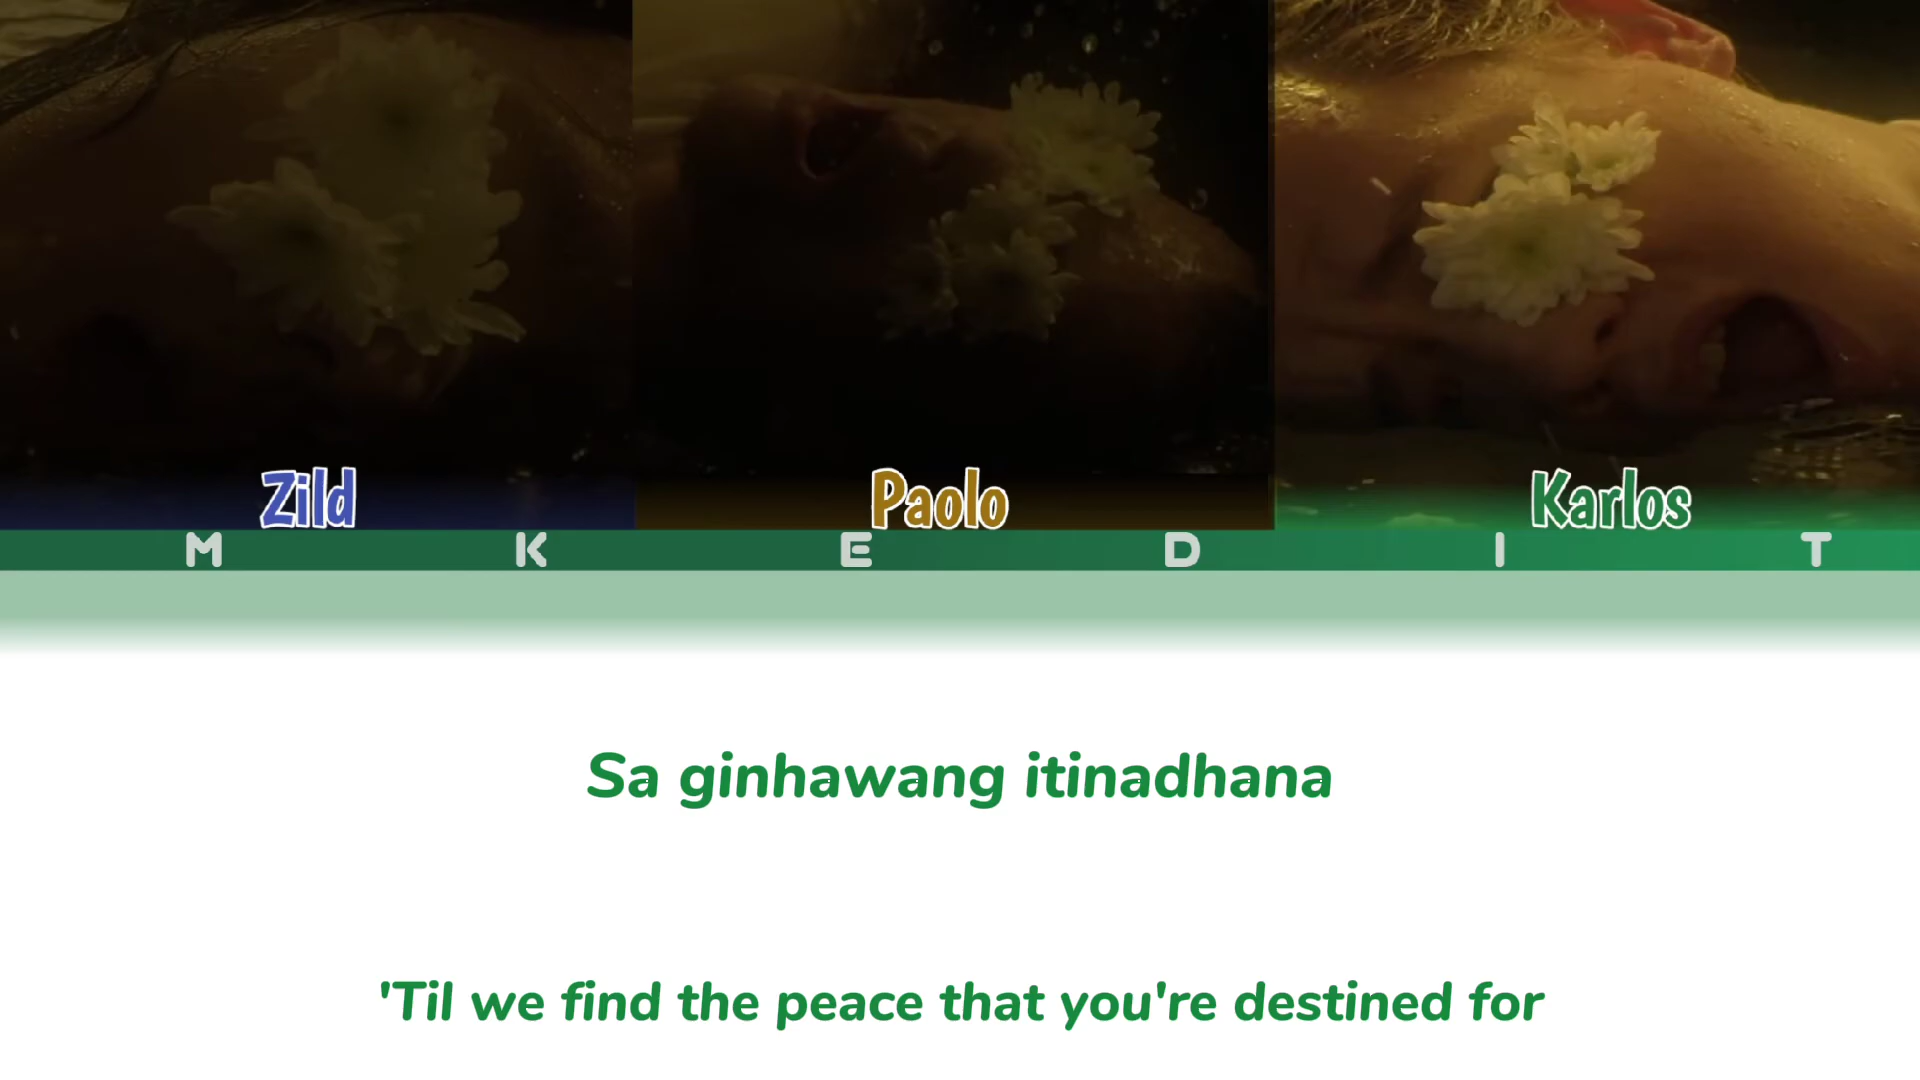 Zild Paolo Karlos
M K E D I T
Sa ginhawang itinadhana
'Til we find the peace that you're destined for